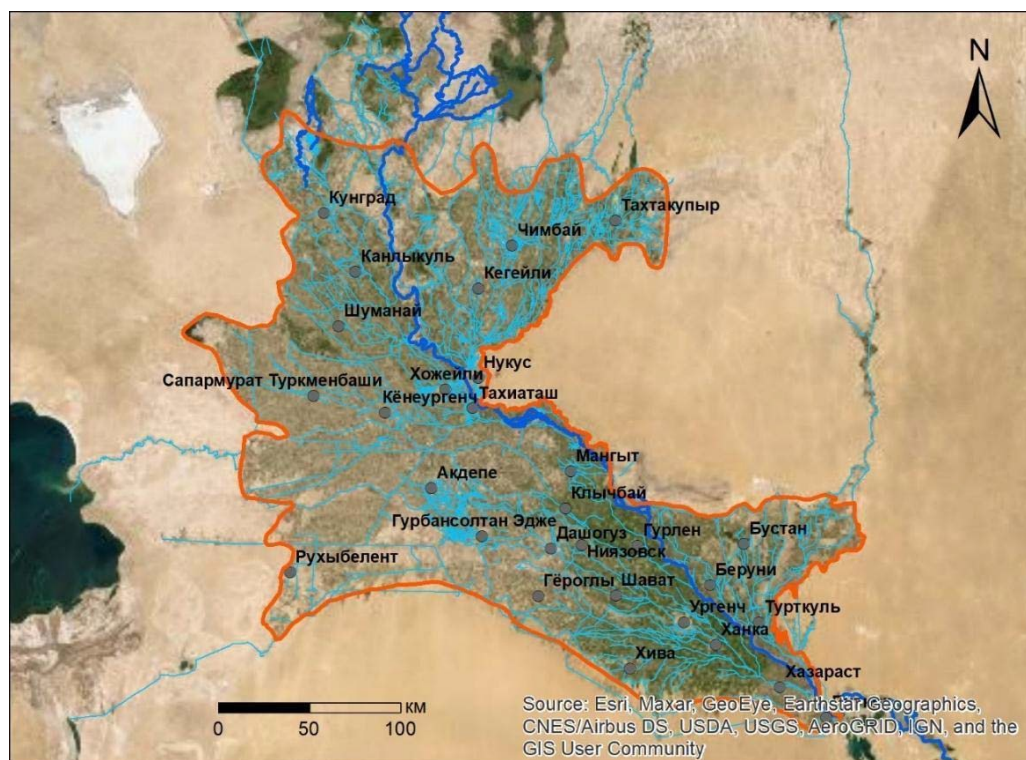 N
Кунград
Тахтакупыр
Чимбай
Канлыкуль
Кегейли
Шуманай
Нукус
Хожейли
Сапармурат Туркменбаши
Кёнеургенч
Тахиаташ
Мангыт
Акдепе
Клычбай
Гурбансолтан Эдже
Гурлен
Бустан
Дашогуз
Ниязовск
Рухыбелент
Беруни
Гёроглы
Шават
Ургенч
Турткуль
Ханка
Хива
Хазараст
КМ
0
50
100
Source: Esri, Maxar, GeoEye, Earthstar Geographics,
CNES/Airbus DS, USDA, USGS, AeroGRID, IGN, and the
GIS User Community